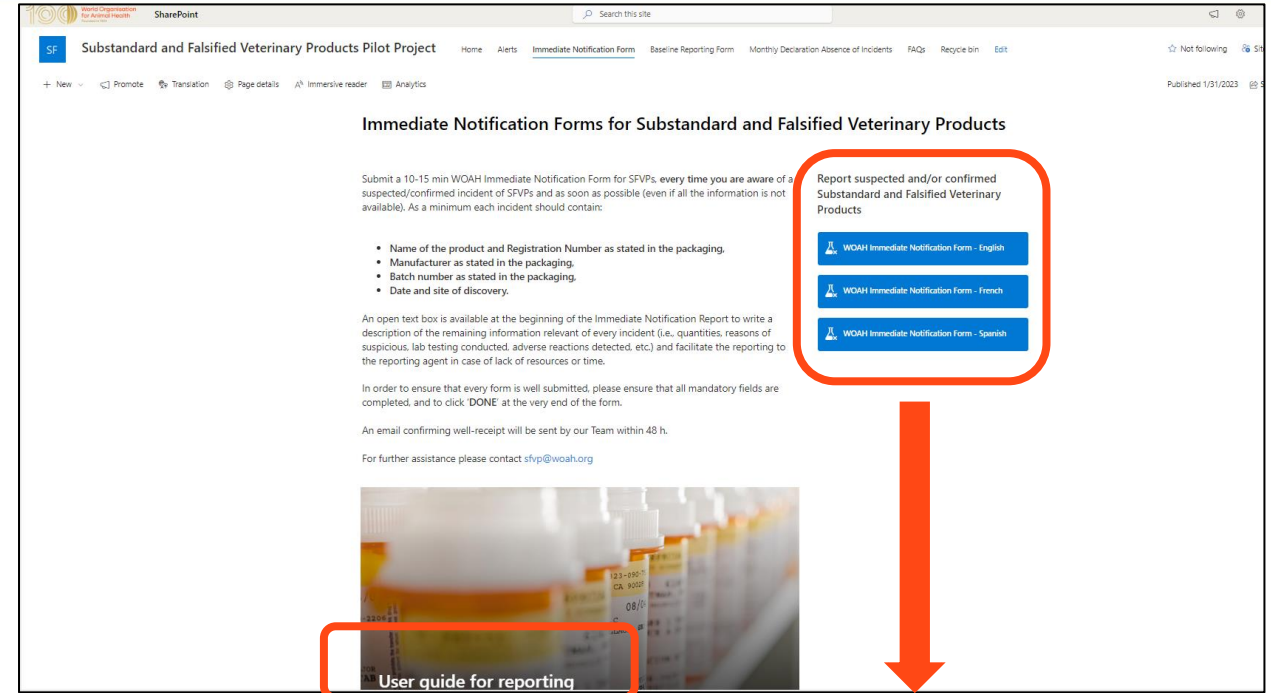 World Organisation
for Animal Health
SharePoint
Search this site
SF
Substandard and Falsified Veterinary Products Pilot Project
Home Alerts Immediate Notification Form Baseline Reporting Form Monthly Declaration Absence of Incidents FAQs Recycle bin Edit
Not following
+ New Promote Translation Page details Immersive reader Analytics
Published 1/31/2023
Immediate Notification Forms for Substandard and Falsified Veterinary Products
Submit a 10-15 min WOAH Immediate Notification Form for SFVPs, every time you are aware of a
suspected/confirmed incident of SFVPs and as soon as possible (even if all the information is not
available). As a minimum each incident should contain:
• Name of the product and Registration Number as stated in the packaging,
• Manufacturer as stated in the packaging,
• Batch number as stated in the packaging,
• Date and site of discovery.
An open text box is available at the beginning of the Immediate Notification Report to write a
description of the remaining information relevant of every incident (i.e., quantities, reasons of
suspicious, lab testing conducted, adverse reactions detected, etc.) and facilitate the reporting to
the reporting agent in case of lack of resources or time.
In order to ensure that every form is well submitted, please ensure that all mandatory fields are
completed, and to click 'DONE' at the very end of the form.
An email confirming well-receipt will be sent by our Team within 48 h.
For further assistance please contact sfvp@woah.org
Report suspected and/or confirmed
Substandard and Falsified Veterinary
Products
WOAH Immediate Notification Form - English
WOAH Immediate Notification Form - French
WOAH Immediate Notification Form - Spanish
CA
08/0
User guide for reporting